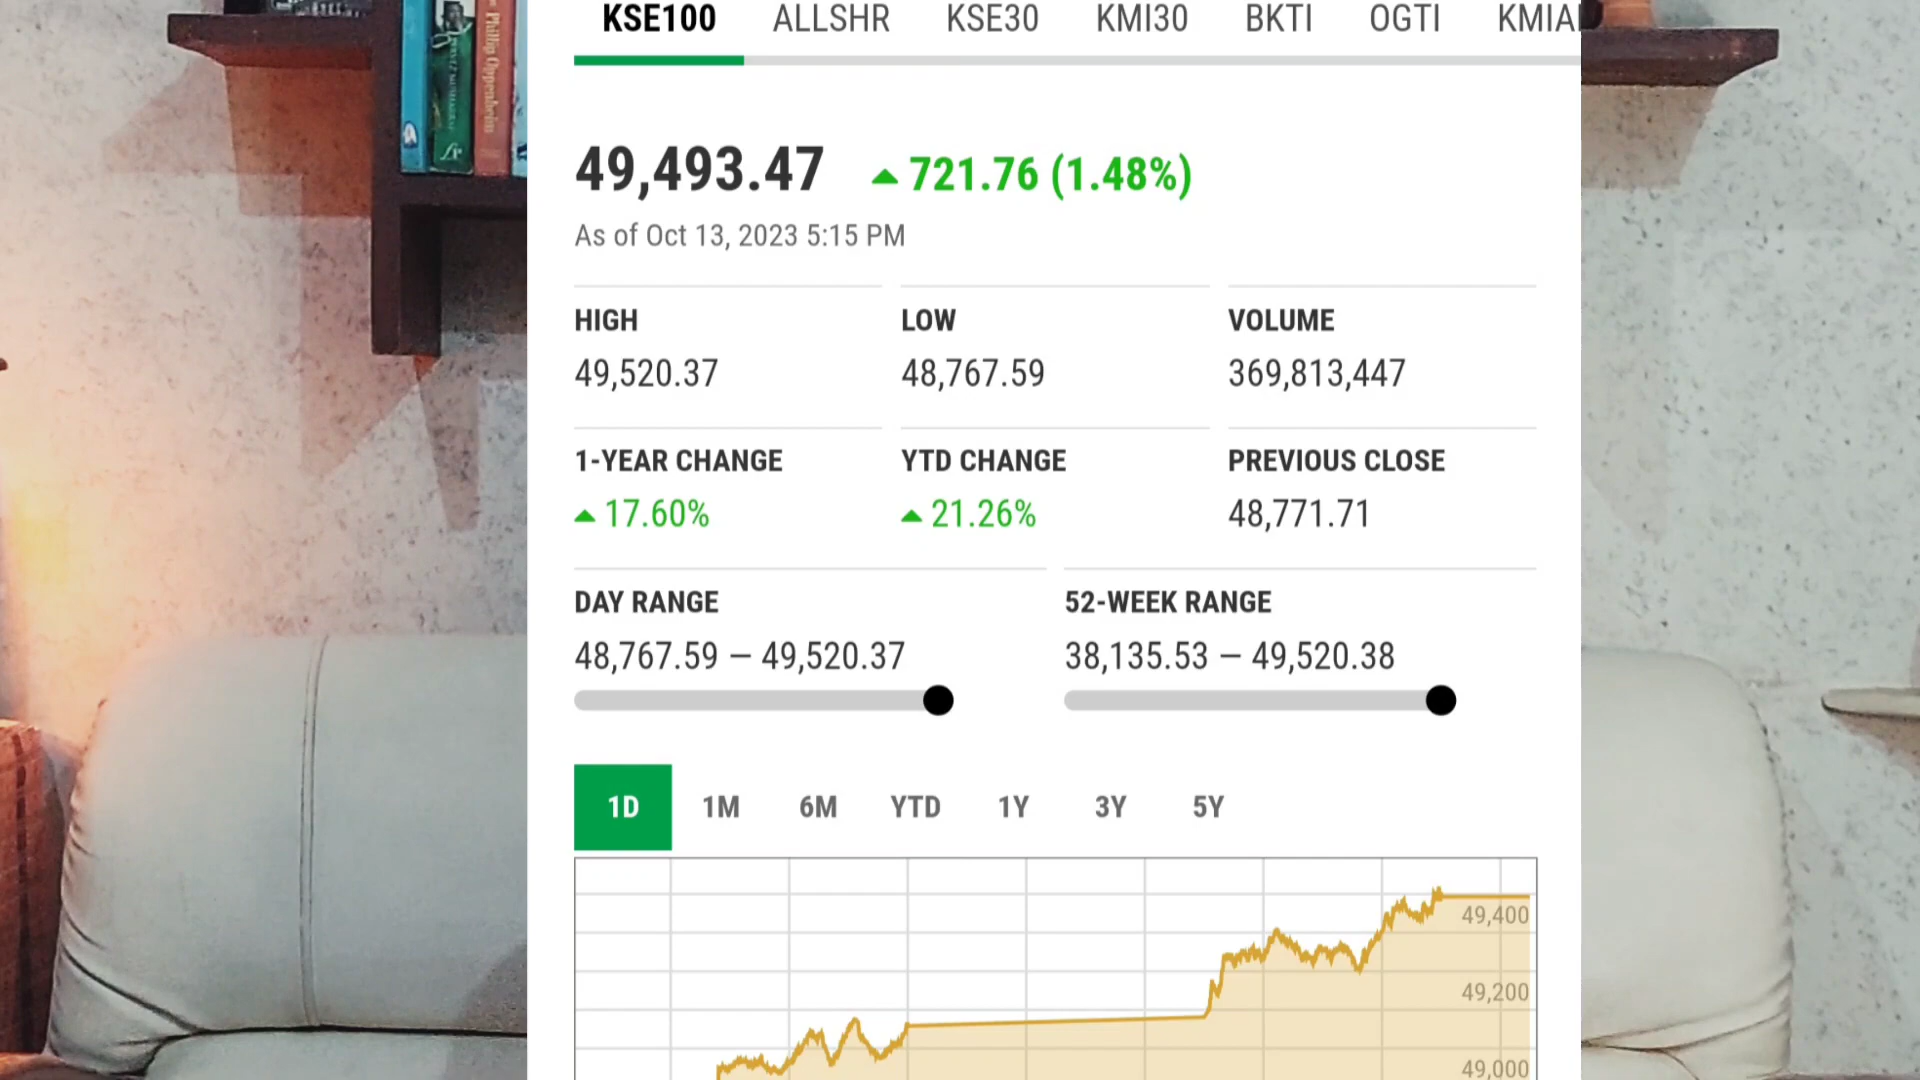 KSE100 ALLSHR KSE30 KMI30 BKTI OGTI KMIAL
Phillip Oppenheim
49,493.47 ▲ 721.76 (1.48%)
As of Oct 13, 2023 5:15 PM
HIGH LOW VOLUME
49,520.37 48,767.59 369,813,447
1-YEAR CHANGE YTD CHANGE PREVIOUS CLOSE
▲ 17.60% ▲ 21.26% 48,771.71
DAY RANGE 52-WEEK RANGE
48,767.59 — 49,520.37 38,135.53 — 49,520.38
1D 1M 6M YTD 1Y 3Y 5Y
49,400
49,200
49,000